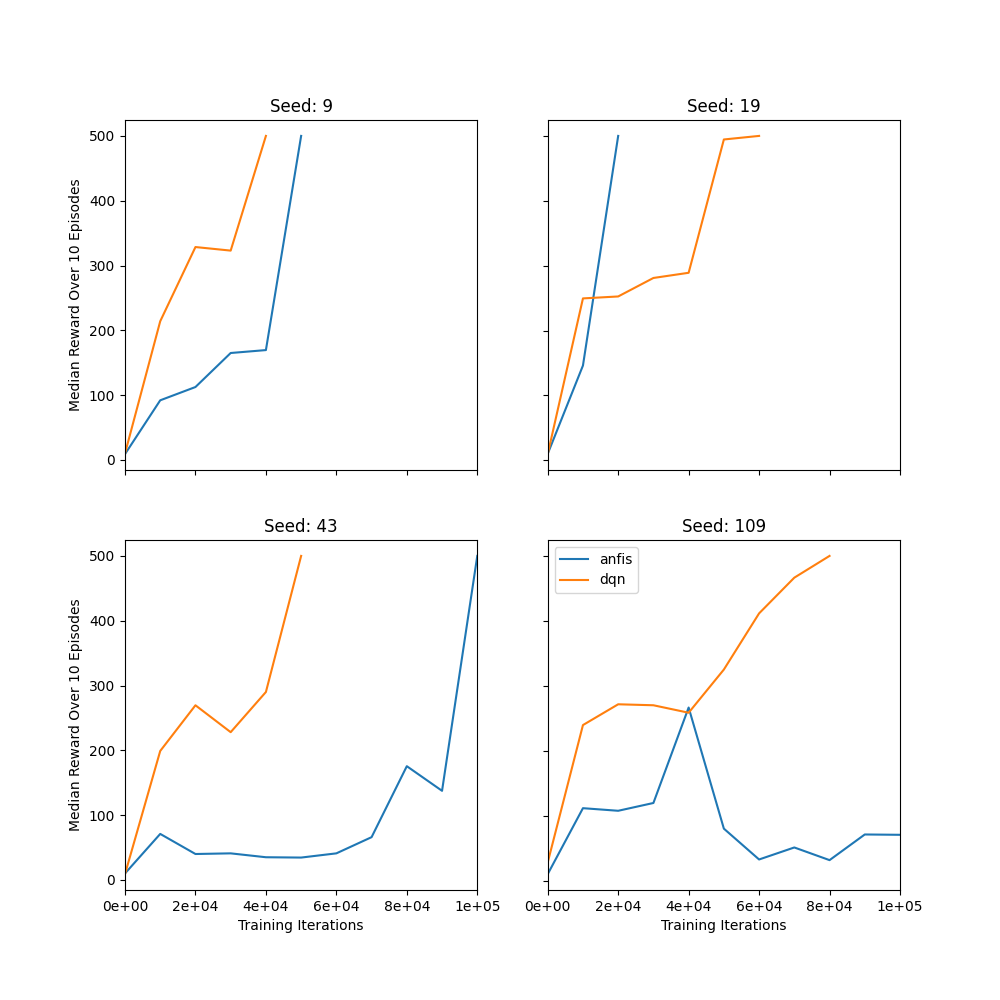 Seed: 9
Seed: 19
500
400
300
200
100
0
Median Reward Over 10 Episodes
Seed: 43
Seed: 109
500
400
300
200
100
0
Median Reward Over 10 Episodes
anfis
dqn
0e+00 2e+04 4e+04 6e+04 8e+04 1e+05
Training Iterations
0e+00 2e+04 4e+04 6e+04 8e+04 1e+05
Training Iterations